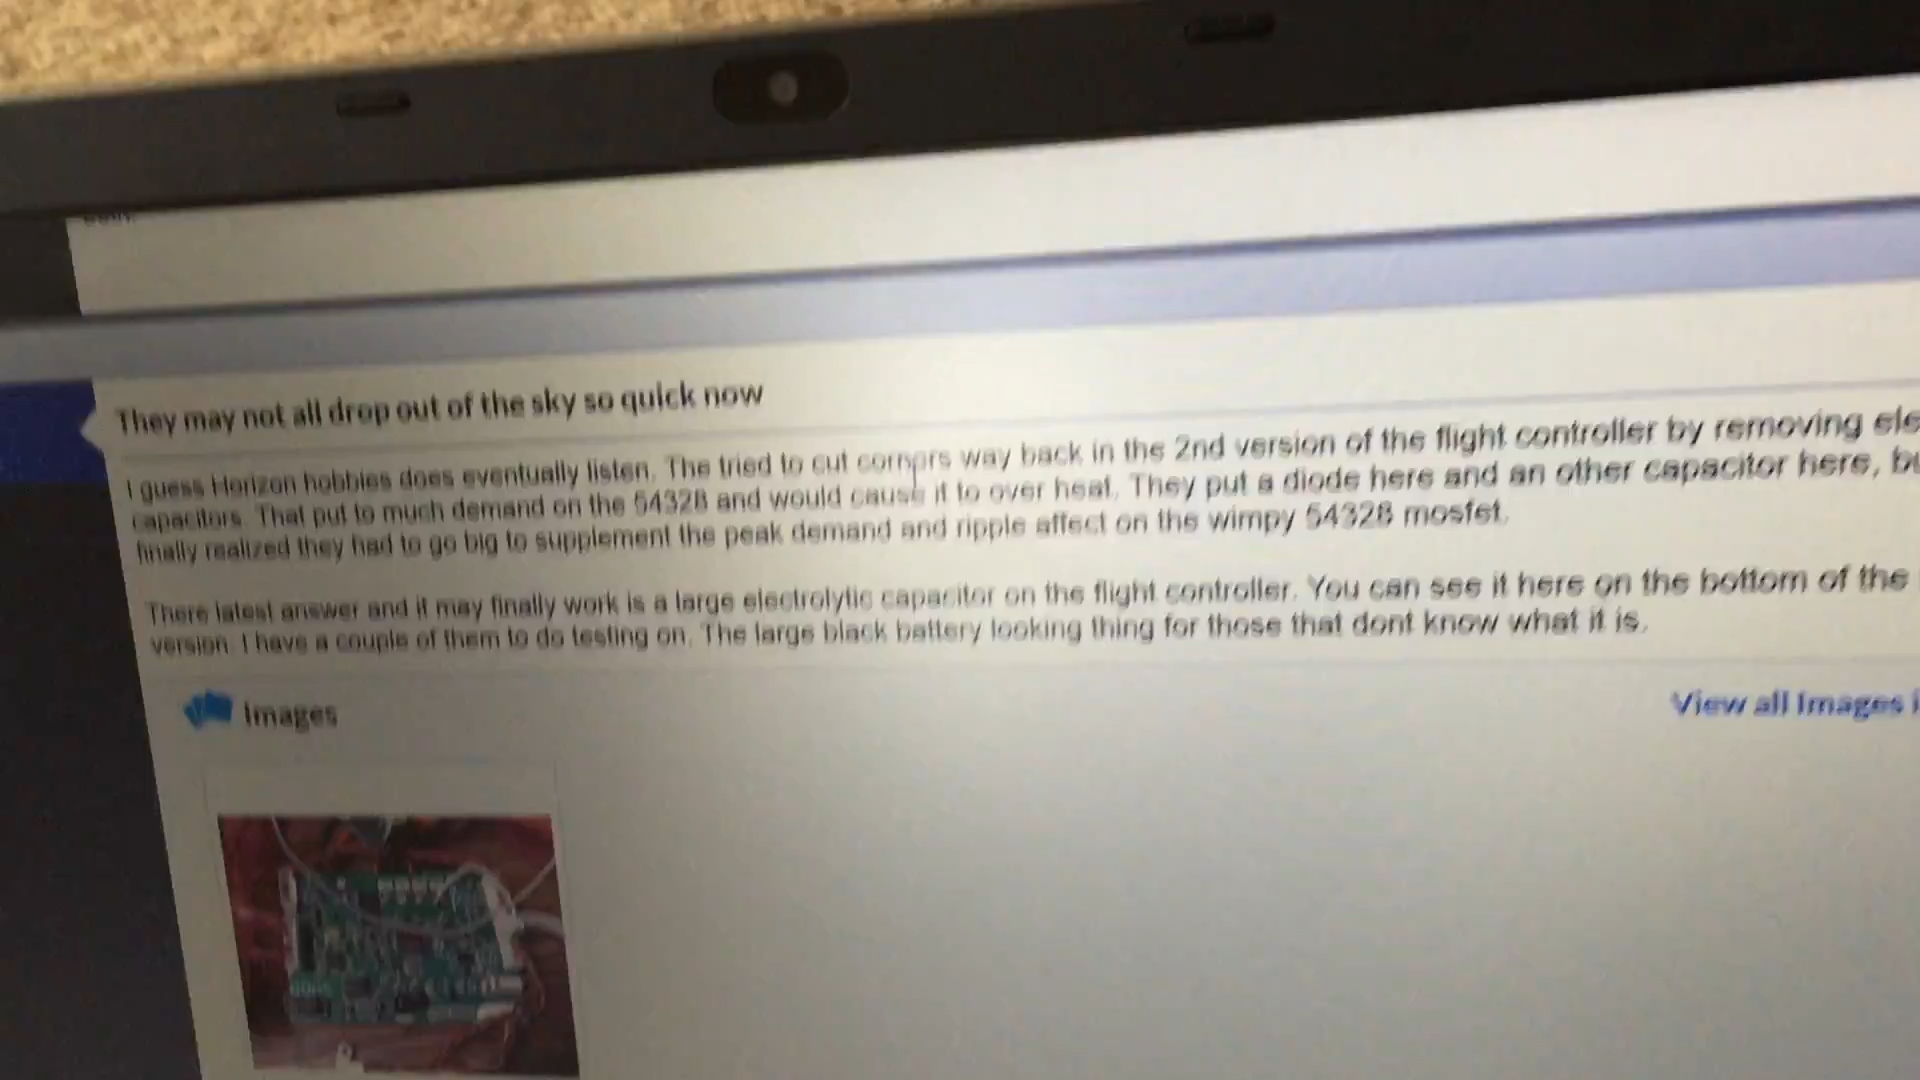 They may not all drop out of the sky so quick now
I guess Horizon hobbies does eventually listen. The tried to cut corners way back in the 2nd version of the flight controller by removing ele
capacitors. That put to much demand on the 54328 and would cause it to over heat. They put a diode here and an other capacitor here, bu
finally realized they had to go big to supplement the peak demand and ripple affect on the wimpy 54328 mosfet.
There latest answer and it may finally work is a large electrolytic capacitor on the flight controller. You can see it here on the bottom of the
version. I have a couple of them to do testing on. The large black battery looking thing for those that dont know what it is.
Images
View all Images i